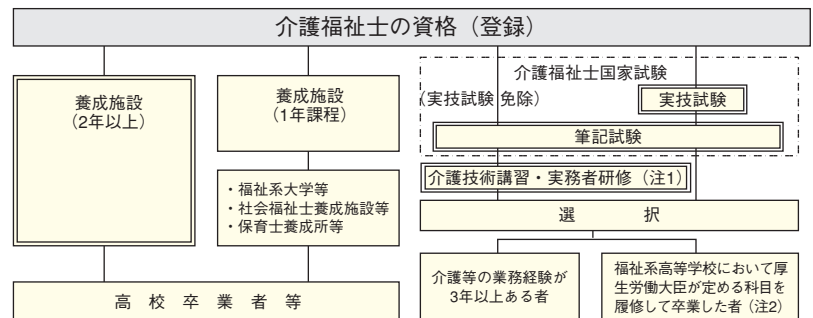 介護福祉士の資格（登録）
養成施設
（2年以上）
養成施設
（1年課程）
・福祉系大学等
・社会福祉士養成施設等
・保育士養成所等
高校卒業者等
介護福祉士国家試験
（実技試験免除）
実技試験
筆記試験
介護技術講習・実務者研修（注1）
選択
介護等の業務経験が
3年以上ある者
福祉系高等学校において厚
生労働大臣が定める科目を
履修して卒業した者（注2）